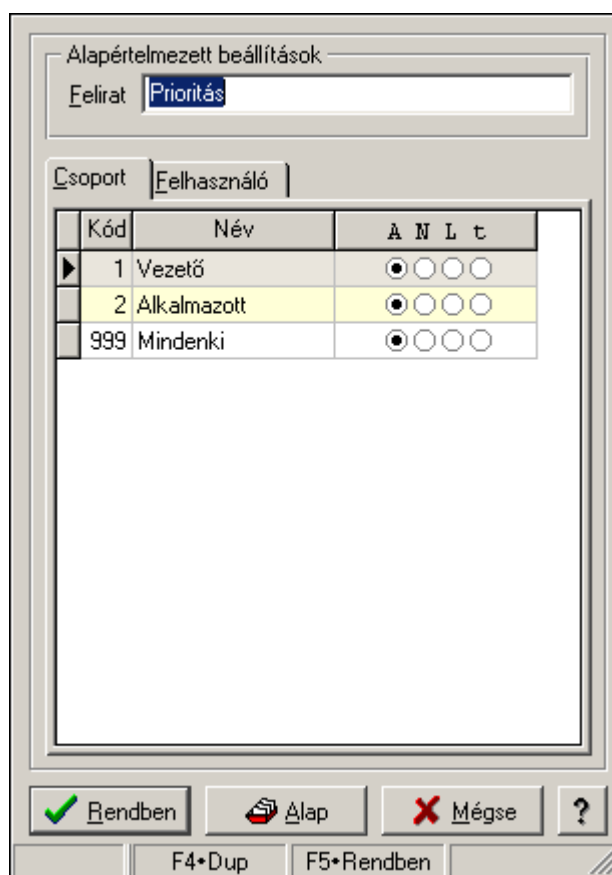 Alapértelmezett beállítások
Felirat Prioritás
Csoport Felhasználó
Kód Név A N L t
1 Vezető
2 Alkalmazott
999 Mindenki
Rendben Alap Mégse ?
F4•Dup F5•Rendben